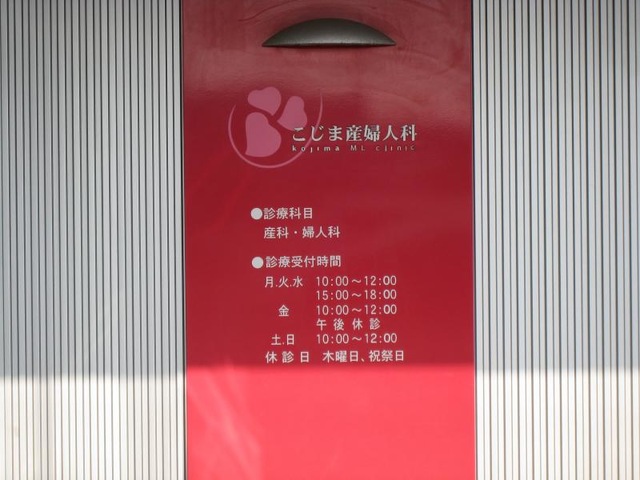 こじま産婦人科
kojima ML clinic
●診療科目
産科・婦人科
●診療受付時間
月.火.水 10:00～12:00
15:00～18:00
金 10:00～12:00
午後休診
土.日 10:00～12:00
休診日 木曜日、祝祭日